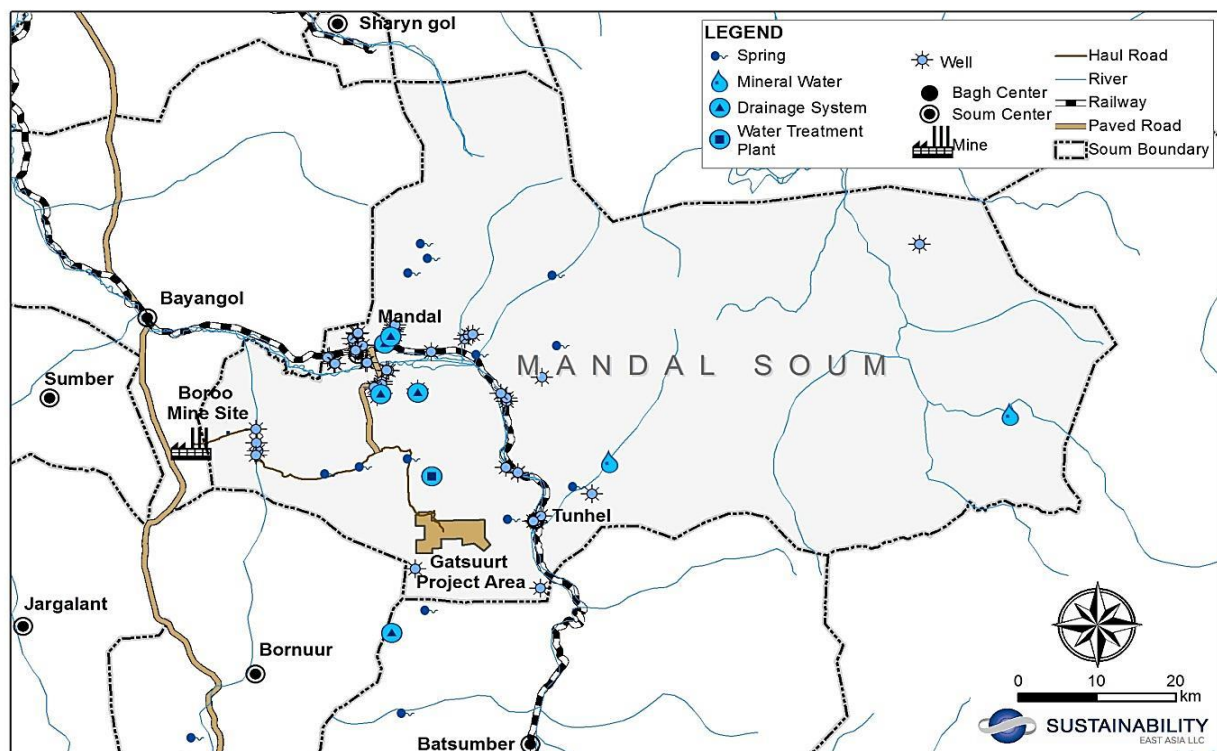 Sharyn gol
LEGEND
Spring
Mineral Water
Drainage System
Water Treatment
Plant
Well
Bagh Center
Soum Center
Mine
Haul Road
River
Railway
Paved Road
Soum Boundary
Bayangol
Mandal
MANDAL SOUM
Sumber
Boroo
Mine Site
Tunhel
Gatsuurt
Project Area
Jargalant
Bornuur
Batsumber
0 10 20
km
SUSTAINABILITY
EAST ASIA LLC